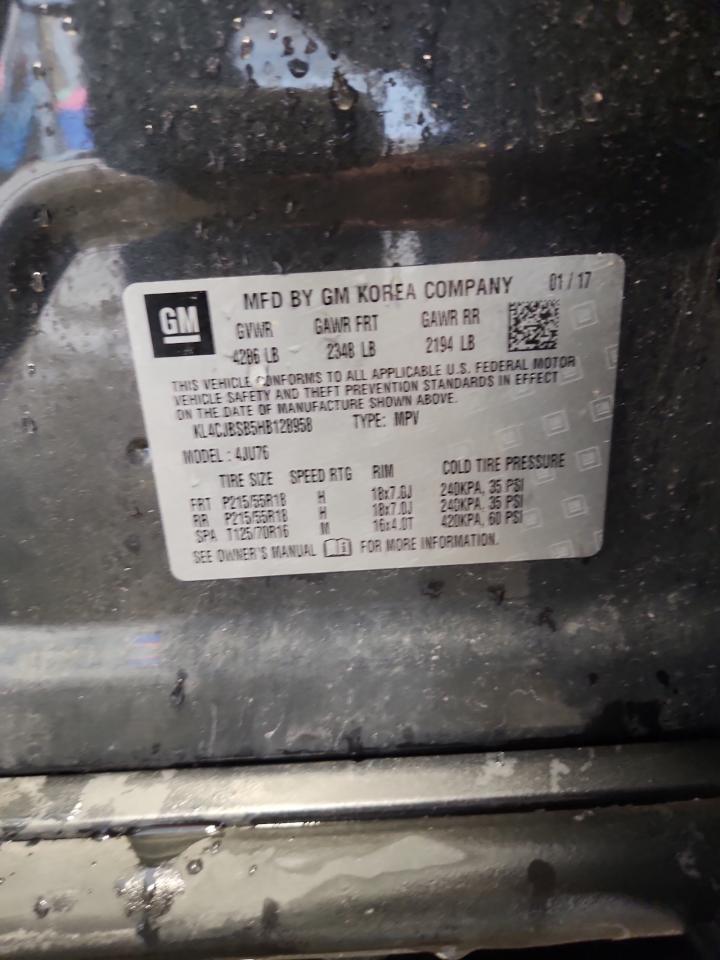 GM
MFD BY GM KOREA COMPANY 01 / 17
GVWR GAWR FRT GAWR RR
4286 LB 2348 LB 2194 LB
THIS VEHICLE CONFORMS TO ALL APPLICABLE U.S. FEDERAL MOTOR
VEHICLE SAFETY AND THEFT PREVENTION STANDARDS IN EFFECT
ON THE DATE OF MANUFACTURE SHOWN ABOVE.
KL4CJBSB5HB128958 TYPE: MPV
MODEL : 4JU76
TIRE SIZE SPEED RTG RIM COLD TIRE PRESSURE
FRT P215/55R18 H 18x7.0J 240KPA, 35 PSI
RR P215/55R18 H 18x7.0J 240KPA, 35 PSI
SPA T125/70R16 M 16x4.0T 420KPA, 60 PSI
SEE OWNER'S MANUAL FOR MORE INFORMATION.